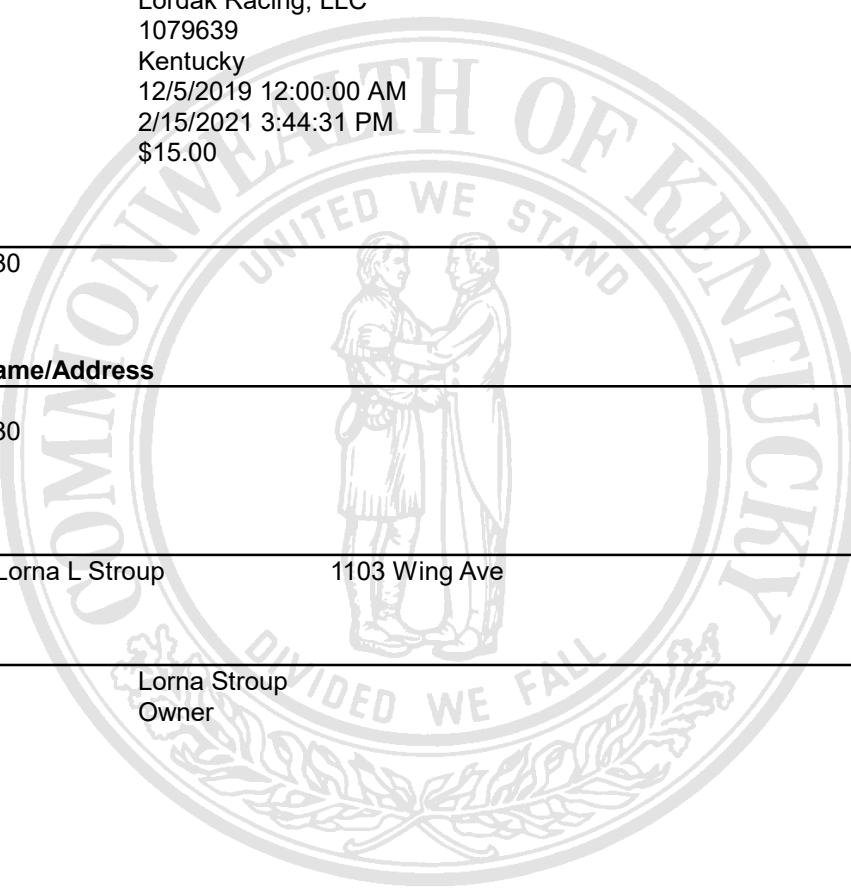 Lordak Racing, LLC
1079639
Kentucky
12/5/2019 12:00:00 AM
2/15/2021 3:44:31 PM
$15.00
30
ame/Address
30
Lorna L Stroup 1103 Wing Ave
Lorna Stroup
Owner
COMMONWEALTH OF KENTUCKY
UNITED WE STAND
DIVIDED WE FALL